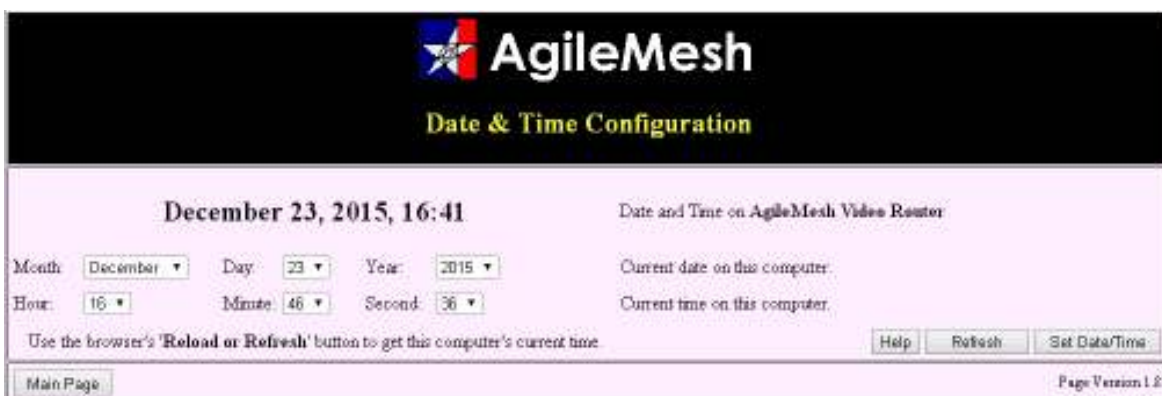 AgileMesh
Date & Time Configuration
December 23, 2015, 16:41 Date and Time on AgileMesh Video Router
Month: December Day: 23 Year: 2015 Current date on this computer.
Hour: 16 Minute: 46 Second: 36 Current time on this computer.
Use the browser's 'Reload or Refresh' button to get this computer's current time Help Refresh Set Date/Time
Main Page Page Version